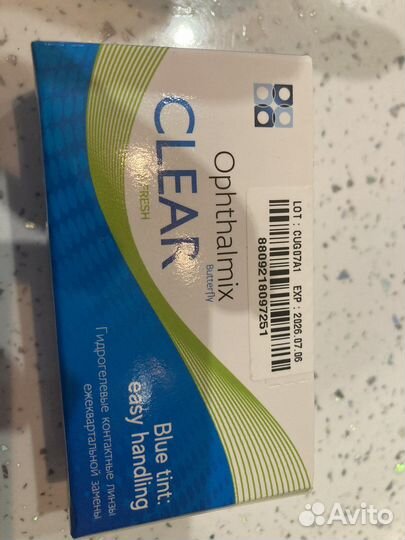 Ophthalmix
Butterfly
CLEAR
FRESH
LOT : CUG07A1 EXP : 2026.07.06
8809218097251
Blue tint:
easy handling
Гидрогелевые контактные линзы
ежеквартальной замены
Avito